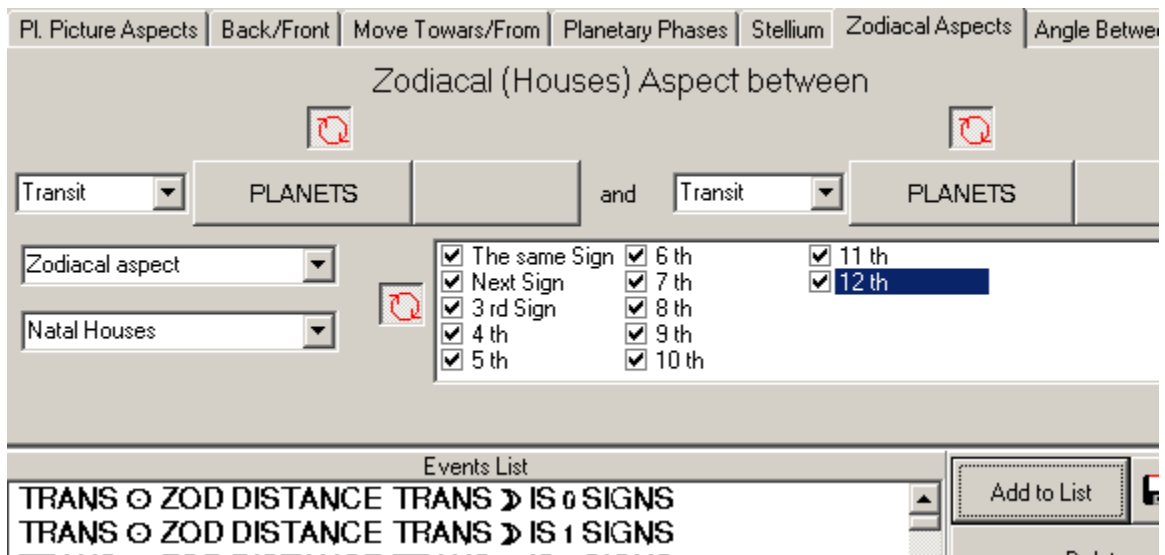 Pl. Picture Aspects Back/Front Move Towars/From Planetary Phases Stellium Zodiacal Aspects Angle Betwee
Zodiacal (Houses) Aspect between
Transit PLANETS and Transit PLANETS
Zodiacal aspect
Natal Houses
The same Sign 6 th 11 th
Next Sign 7 th 12 th
3 rd Sign 8 th
4 th 9 th
5 th 10 th
Events List
Add to List
TRANS ☉ ZOD DISTANCE TRANS ☽ IS 0 SIGNS
TRANS ☉ ZOD DISTANCE TRANS ☽ IS 1 SIGNS